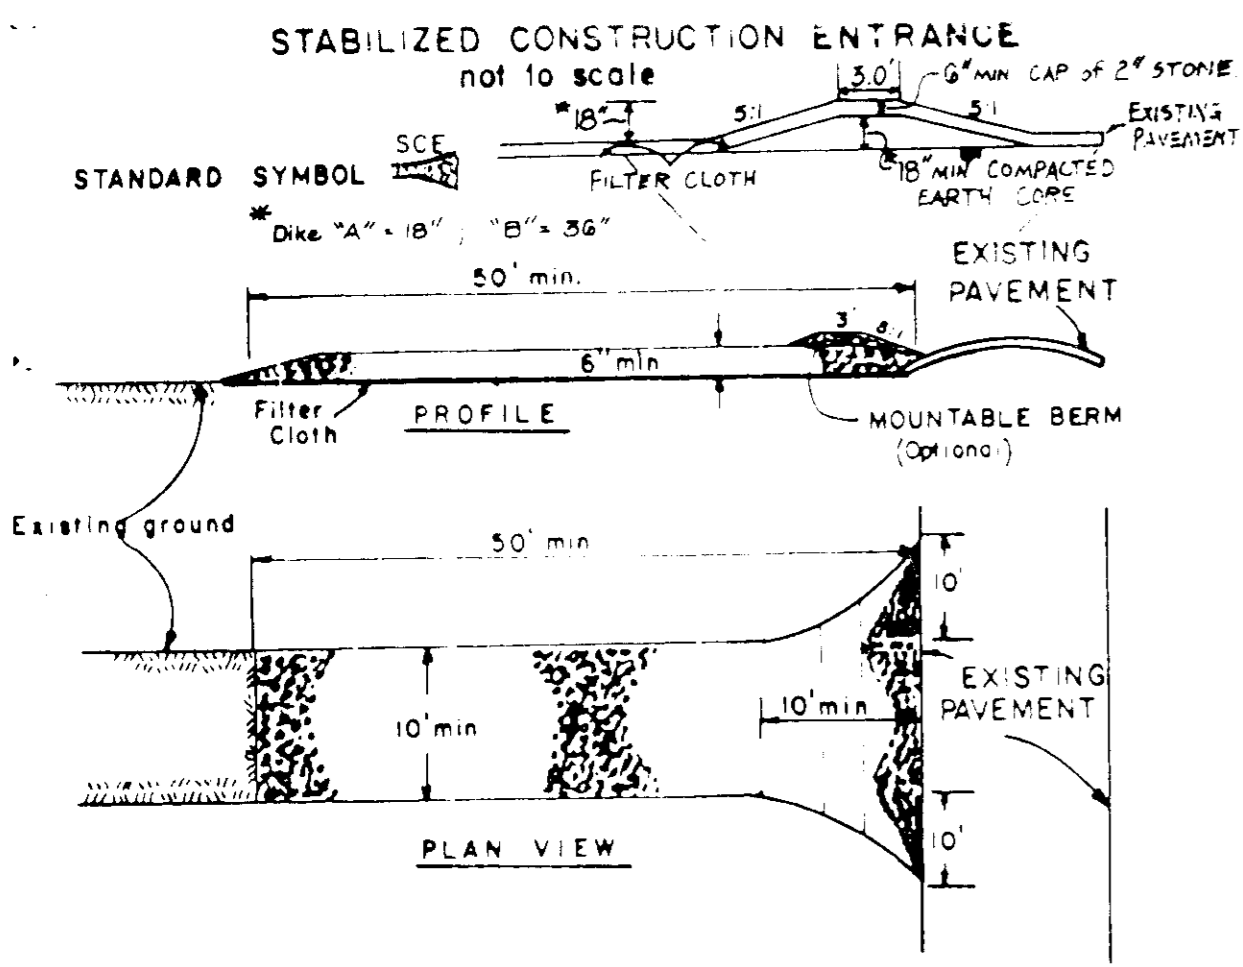 STABILIZED CONSTRUCTION ENTRANCE
not to scale
3.0'
6" MIN CAP of 2" STONE
*18"
5:1
5:1
EXISTING
PAVEMENT
SCE
STANDARD SYMBOL
FILTER CLOTH
*18" MIN COMPACTED
EARTH CORE
* Dike "A" = 18" ; "B" = 36"
50' min.
EXISTING
PAVEMENT
3'
8:1
6" min
Filter
Cloth
PROFILE
MOUNTABLE BERM
(Optional)
Existing ground
50' min
10'
10' min
10' min
EXISTING
PAVEMENT
10'
PLAN VIEW